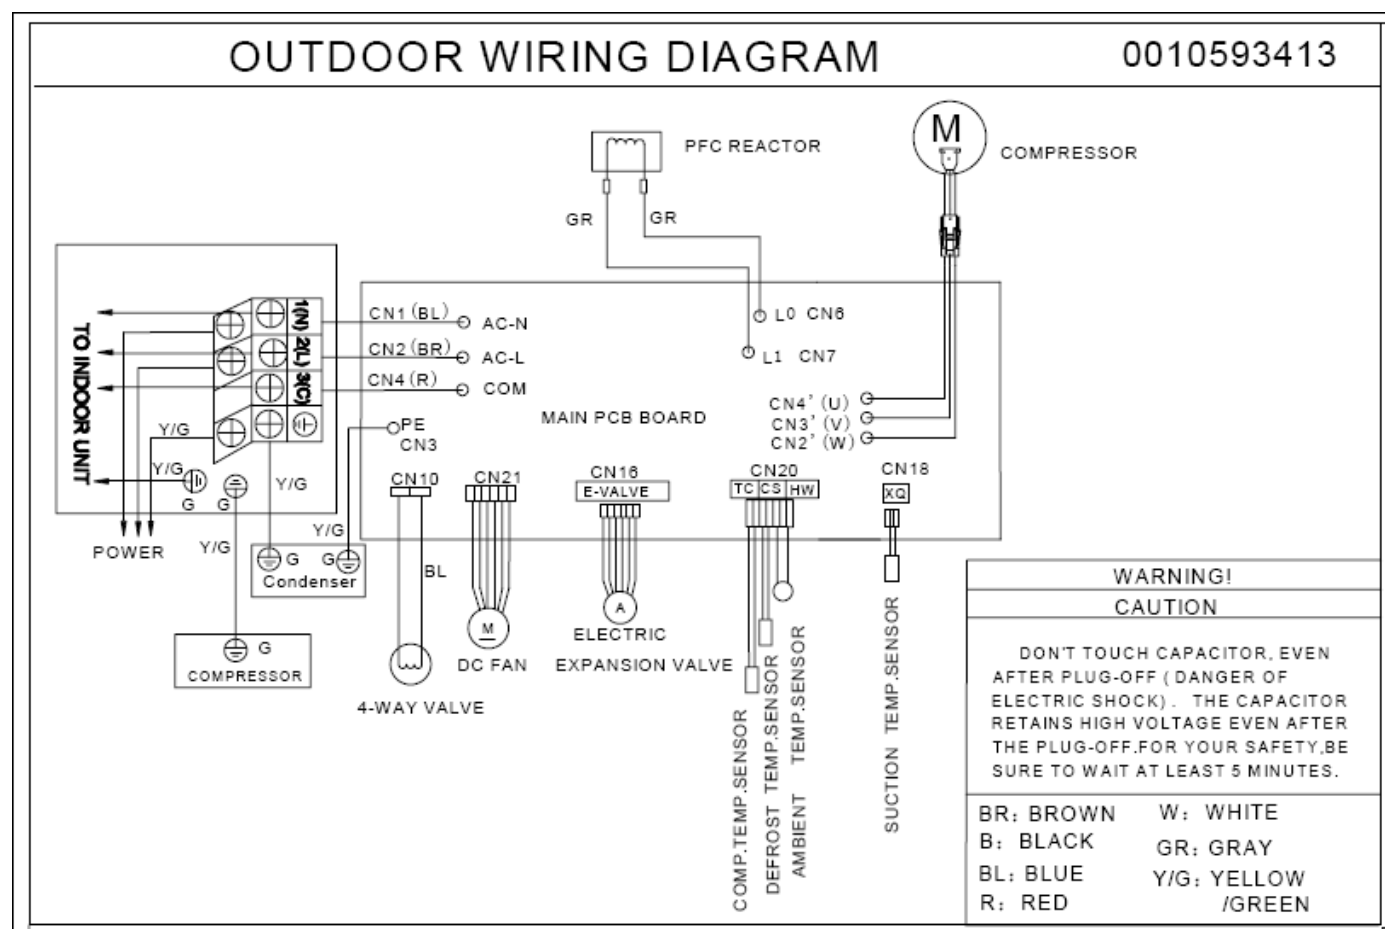 OUTDOOR WIRING DIAGRAM
0010593413
PFC REACTOR
M
COMPRESSOR
GR
GR
TO INDOOR UNIT
1(N)
2(L)
3(C)
CN1(BL)
AC-N
CN2(BR)
AC-L
CN4(R)
COM
L0 CN6
L1 CN7
MAIN PCB BOARD
CN4'(U)
CN3'(V)
CN2'(W)
PE
CN3
Y/G
Y/G
Y/G
G
G
POWER
Y/G
Y/G
G
G
Condenser
G
COMPRESSOR
CN10
BL
4-WAY VALVE
CN21
M
DC FAN
CN16
E-VALVE
A
ELECTRIC
EXPANSION VALVE
CN20
TC
CS
HW
COMP.TEMP.SENSOR
DEFROST TEMP.SENSOR
AMBIENT TEMP.SENSOR
CN18
XQ
SUCTION TEMP.SENSOR
WARNING!
CAUTION
DON'T TOUCH CAPACITOR, EVEN
AFTER PLUG-OFF (DANGER OF
ELECTRIC SHOCK). THE CAPACITOR
RETAINS HIGH VOLTAGE EVEN AFTER
THE PLUG-OFF.FOR YOUR SAFETY,BE
SURE TO WAIT AT LEAST 5 MINUTES.
BR: BROWN
W: WHITE
B: BLACK
GR: GRAY
BL: BLUE
Y/G: YELLOW
R: RED
/GREEN